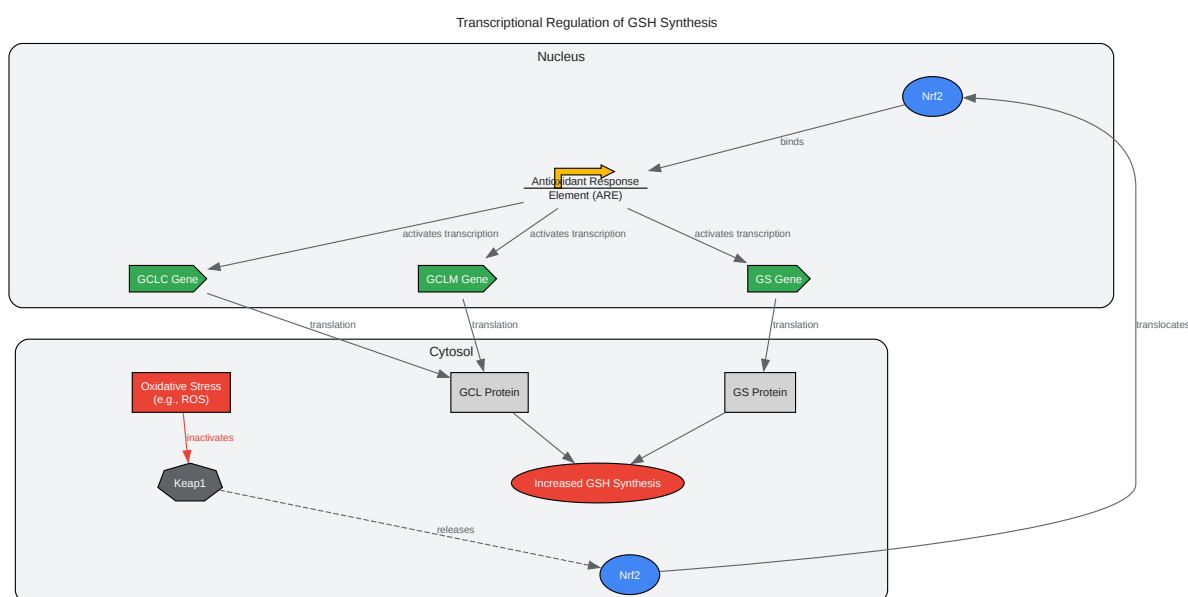 Transcriptional Regulation of GSH Synthesis
Nucleus
Nrf2
binds
Antioxidant Response
Element (ARE)
activates transcription
activates transcription
activates transcription
GCLC Gene
GCLM Gene
GS Gene
translation
translation
translation
translocates
Cytosol
Oxidative Stress
(e.g., ROS)
GCL Protein
GS Protein
inactivates
Keap1
Increased GSH Synthesis
releases
Nrf2